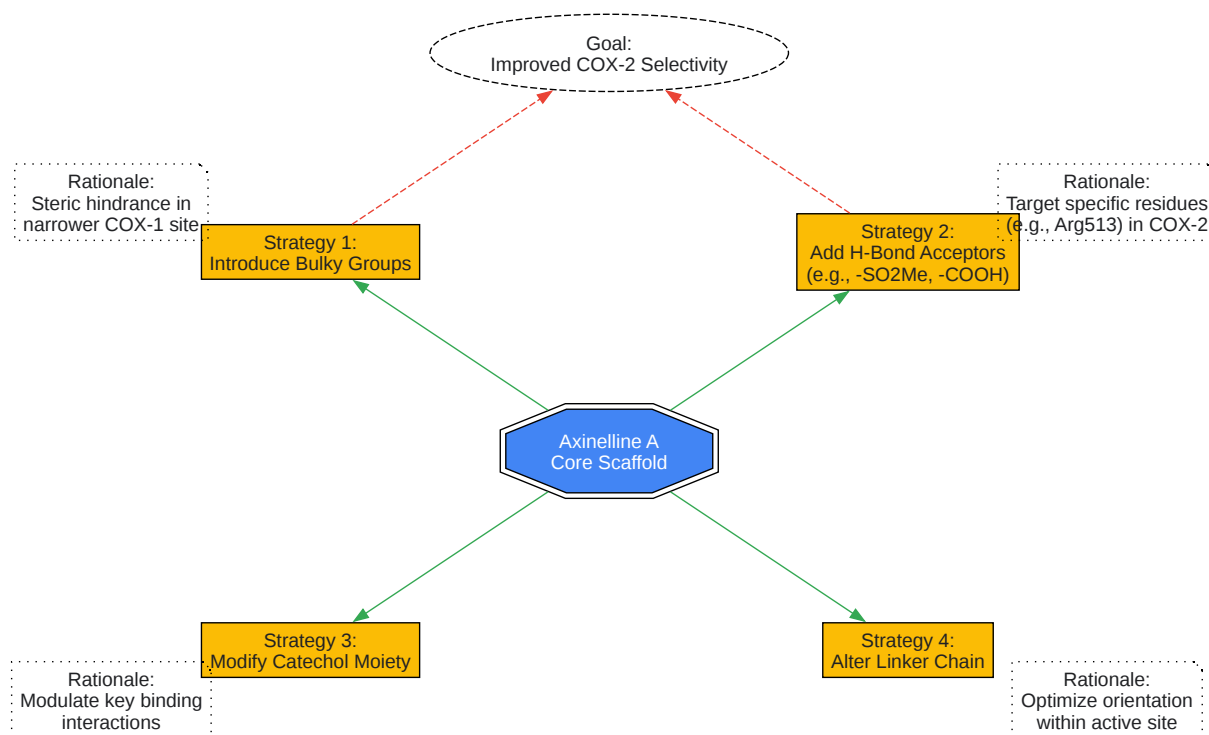 Goal:
Improved COX-2 Selectivity
Rationale:
Steric hindrance in
narrower COX-1 site
Strategy 1:
Introduce Bulky Groups
Strategy 2:
Add H-Bond Acceptors
(e.g., -SO2Me, -COOH)
Rationale:
Target specific residues
(e.g., Arg513) in COX-2
Axinelline A
Core Scaffold
Strategy 3:
Modify Catechol Moiety
Rationale:
Modulate key binding
interactions
Strategy 4:
Alter Linker Chain
Rationale:
Optimize orientation
within active site